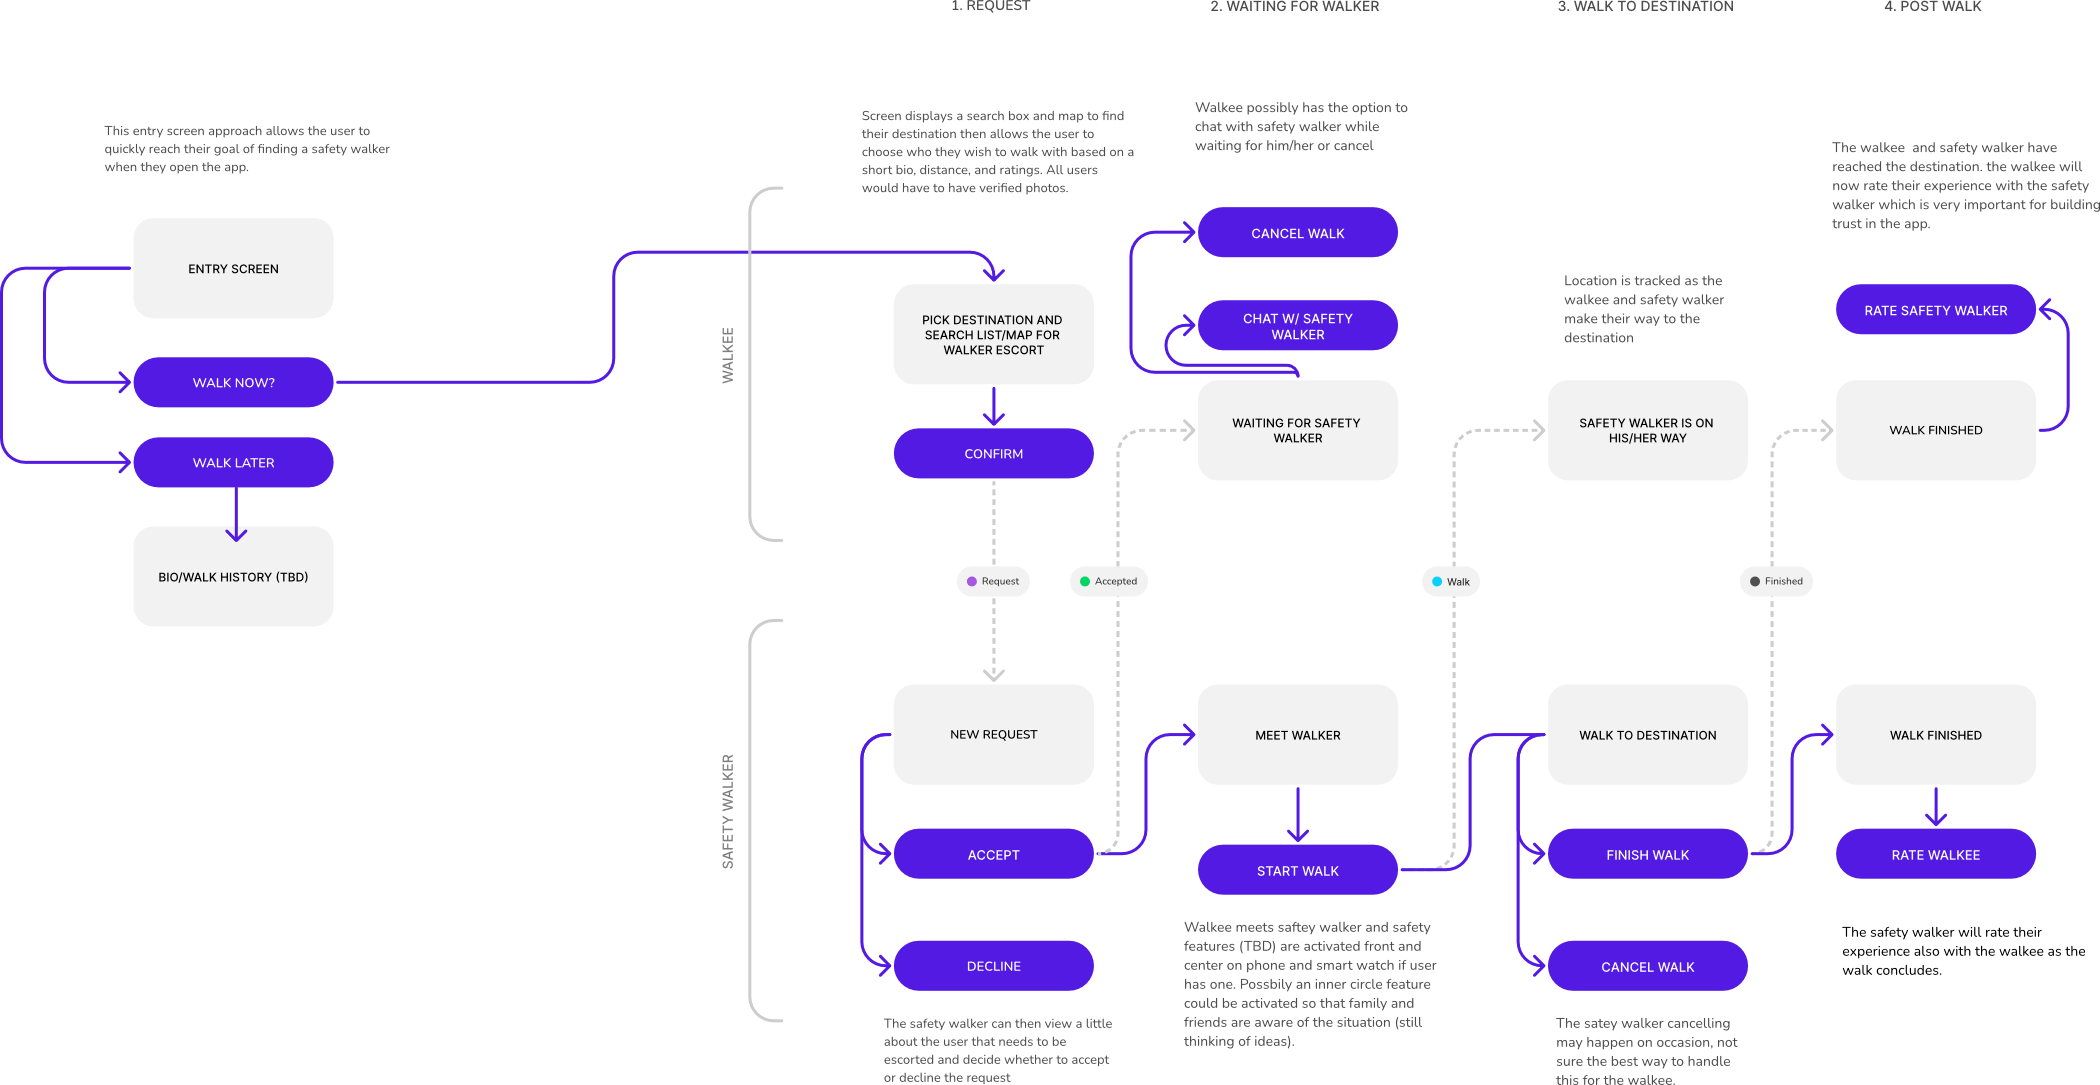 1. REQUEST
2. WAITING FOR WALKER
3. WALK TO DESTINATION
4. POST WALK
This entry screen approach allows the user to
quickly reach their goal of finding a safety walker
when they open the app.
ENTRY SCREEN
WALK NOW?
WALK LATER
BIO/WALK HISTORY (TBD)
WALKEE
Screen displays a search box and map to find
their destination then allows the user to
choose who they wish to walk with based on a
short bio, distance, and ratings. All users
would have to have verified photos.
PICK DESTINATION AND
SEARCH LIST/MAP FOR
WALKER ESCORT
CONFIRM
Walkee possibly has the option to
chat with safety walker while
waiting for him/her or cancel
CANCEL WALK
CHAT W/ SAFETY
WALKER
WAITING FOR SAFETY
WALKER
Location is tracked as the
walkee and safety walker
make their way to the
destination
SAFETY WALKER IS ON
HIS/HER WAY
The walkee  and safety walker have
reached the destination. the walkee will
now rate their experience with the safety
walker which is very important for building
trust in the app.
RATE SAFETY WALKER
WALK FINISHED
Request
Accepted
Walk
Finished
SAFETY WALKER
NEW REQUEST
ACCEPT
DECLINE
The safety walker can then view a little
about the user that needs to be
escorted and decide whether to accept
or decline the request
MEET WALKER
START WALK
Walkee meets saftey walker and safety
features (TBD) are activated front and
center on phone and smart watch if user
has one. Possbily an inner circle feature
could be activated so that family and
friends are aware of the situation (still
thinking of ideas).
WALK TO DESTINATION
FINISH WALK
CANCEL WALK
The satey walker cancelling
may happen on occasion, not
sure the best way to handle
this for the walkee.
WALK FINISHED
RATE WALKEE
The safety walker will rate their
experience also with the walkee as the
walk concludes.